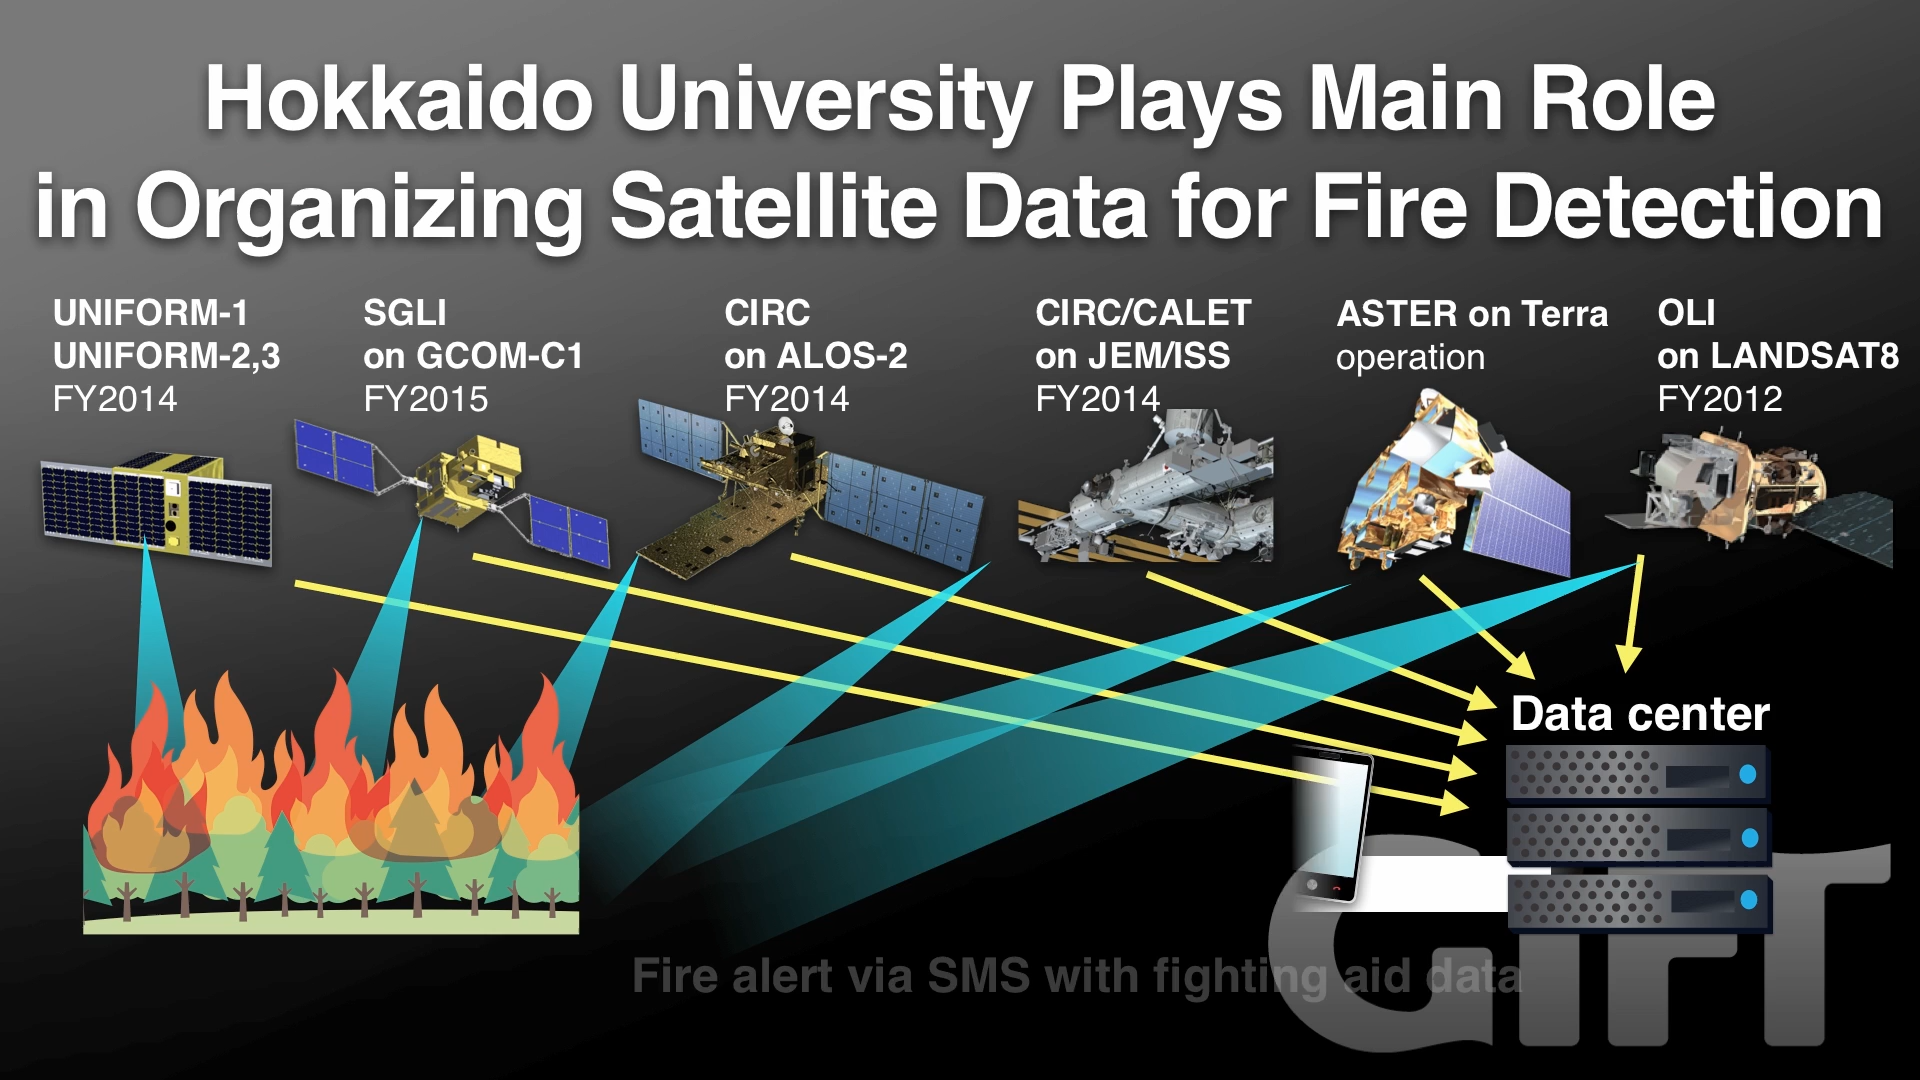 Hokkaido University Plays Main Role
in Organizing Satellite Data for Fire Detection
UNIFORM-1
UNIFORM-2,3
FY2014
SGLI
on GCOM-C1
FY2015
CIRC
on ALOS-2
FY2014
CIRC/CALET
on JEM/ISS
FY2014
ASTER on Terra
operation
OLI
on LANDSAT8
FY2012
Data center
Fire alert via SMS with fighting aid data
GIFT